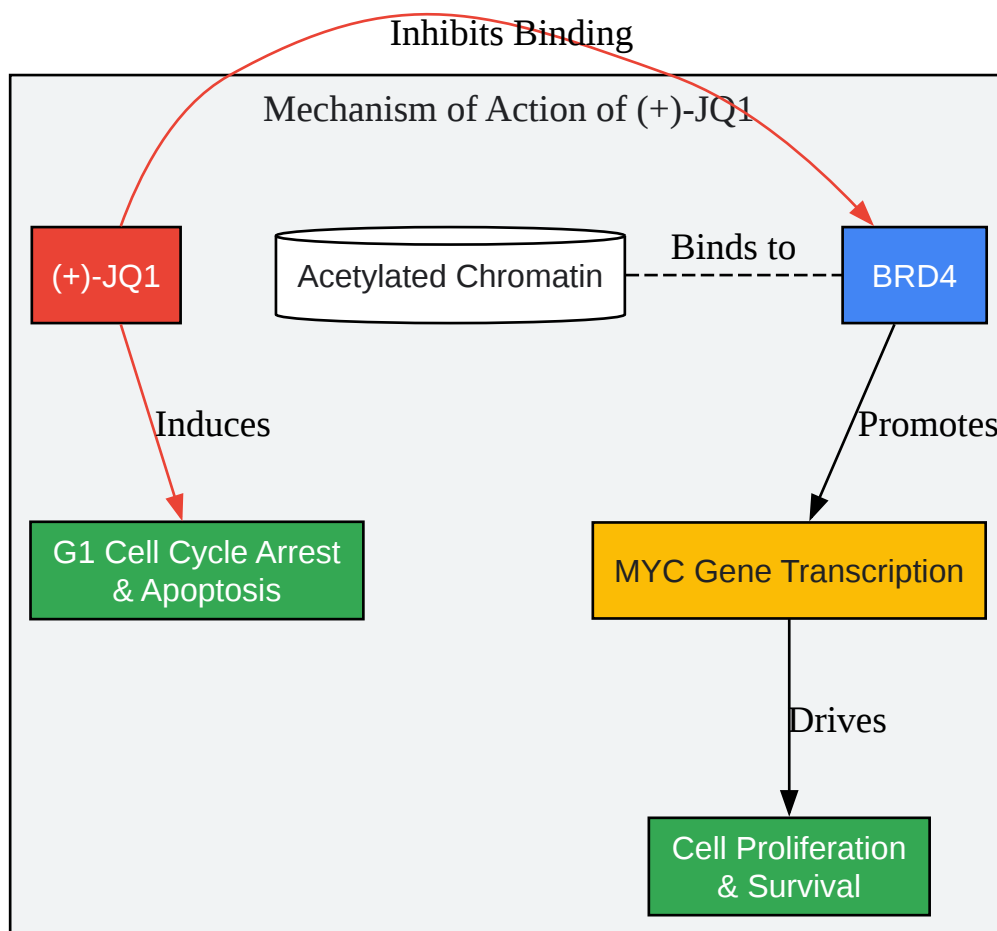 Inhibits Binding
Mechanism of Action of (+)-JQ1
(+)-JQ1
Acetylated Chromatin
Binds to
BRD4
Induces
Promotes
G1 Cell Cycle Arrest
& Apoptosis
MYC Gene Transcription
Drives
Cell Proliferation
& Survival